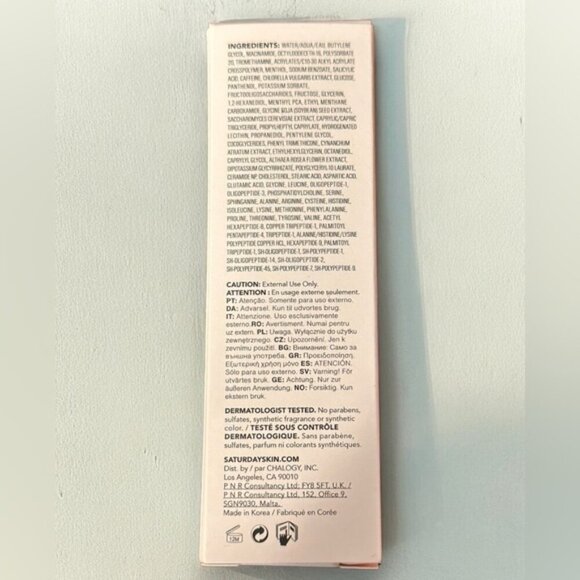 INGREDIENTS: WATER/AQUA/EAU, BUTYLENE
GLYCOL, NIACINAMIDE, OCTYLDODECETH-16, POLYSORBATE
20, TROMETHAMINE, ACRYLATES/C10-30 ALKYL ACRYLATE
CROSSPOLYMER, MENTHOL, SODIUM BENZOATE, SALICYLIC
ACID, CAFFEINE, CHLORELLA VULGARIS EXTRACT, GLUCOSE,
PANTHENOL, POTASSIUM SORBATE,
FRUCTOOLIGOSACCHARIDES, FRUCTOSE, GLYCERIN,
1,2-HEXANEDIOL, MENTHYL PCA, ETHYL MENTHANE
CARBOXAMIDE, GLYCINE SOJA (SOYBEAN) SEED EXTRACT,
SACCHAROMYCES CEREVISIAE EXTRACT, CAPRYLIC/CAPRIC
TRIGLYCERIDE, PROPYLHEPTYL CAPRYLATE, HYDROGENATED
LECITHIN, PROPANEDIOL, PENTYLENE GLYCOL,
COCOGLYCERIDES, PHENYL TRIMETHICONE, CYNANCHUM
ATRATUM EXTRACT, ETHYLHEXYLGLYCERIN, OCTANEDIOL,
CAPRYLYL GLYCOL, ALTHAEA ROSEA FLOWER EXTRACT,
DIPOTASSIUM GLYCYRRHIZATE, POLYGLYCERYL-10 LAURATE,
CERAMIDE NP, CHOLESTEROL, STEARIC ACID, ASPARTIC ACID,
GLUTAMIC ACID, GLYCINE, LEUCINE, OLIGOPEPTIDE-1,
OLIGOPEPTIDE-3, PHOSPHATIDYLCHOLINE, SERINE,
SPHINGANINE, ALANINE, ARGININE, CYSTEINE, HISTIDINE,
ISOLEUCINE, LYSINE, METHIONINE, PHENYLALANINE,
PROLINE, THREONINE, TYROSINE, VALINE, ACETYL
HEXAPEPTIDE-8, COPPER TRIPEPTIDE-1, PALMITOYL
PENTAPEPTIDE-4, TRIPEPTIDE-1, ALANINE/HISTIDINE/LYSINE
POLYPEPTIDE COPPER HCL, HEXAPEPTIDE-9, PALMITOYL
TRIPEPTIDE-1, SH-OLIGOPEPTIDE-1, SH-POLYPEPTIDE-1,
SH-OLIGOPEPTIDE-14, SH-OLIGOPEPTIDE-2,
SH-POLYPEPTIDE-45, SH-POLYPEPTIDE-7, SH-POLYPEPTIDE-9.
CAUTION: External Use Only.
ATTENTION : En usage externe seulement.
PT: Atenção. Somente para uso externo.
DA: Advarsel. Kun til udvortes brug.
IT: Attenzione. Uso esclusivamente
esterno.RO: Avertisment. Numai pentru
uz extern. PL: Uwaga. Wyłącznie do użytku
zewnętrznego. CZ: Upozornění. Jen k
zevnímu použití. BG: Внимание: Само за
външна употреба. GR: Προειδοποίηση.
Εξωτερική χρήση μόνο ES: ATENCIÓN.
Sólo para uso externo. SV: Varning! För
utvärtes bruk. GE: Achtung. Nur zur
äußeren Anwendung. NO: Forsiktig. Kun
ekstern bruk.
DERMATOLOGIST TESTED. No parabens,
sulfates, synthetic fragrance or synthetic
color. / TESTÉ SOUS CONTRÔLE
DERMATOLOGIQUE. Sans parabène,
sulfates, parfum ni colorants synthétiques.
SATURDAYSKIN.COM
Dist. by / par CHALOGY, INC.
Los Angeles, CA 90010
P N R Consultancy Ltd; FY8 5FT, U.K. /
P N R Consultancy Ltd, 152, Office 9,
SGN9030, Malta.
Made in Korea / Fabriqué en Corée
12M